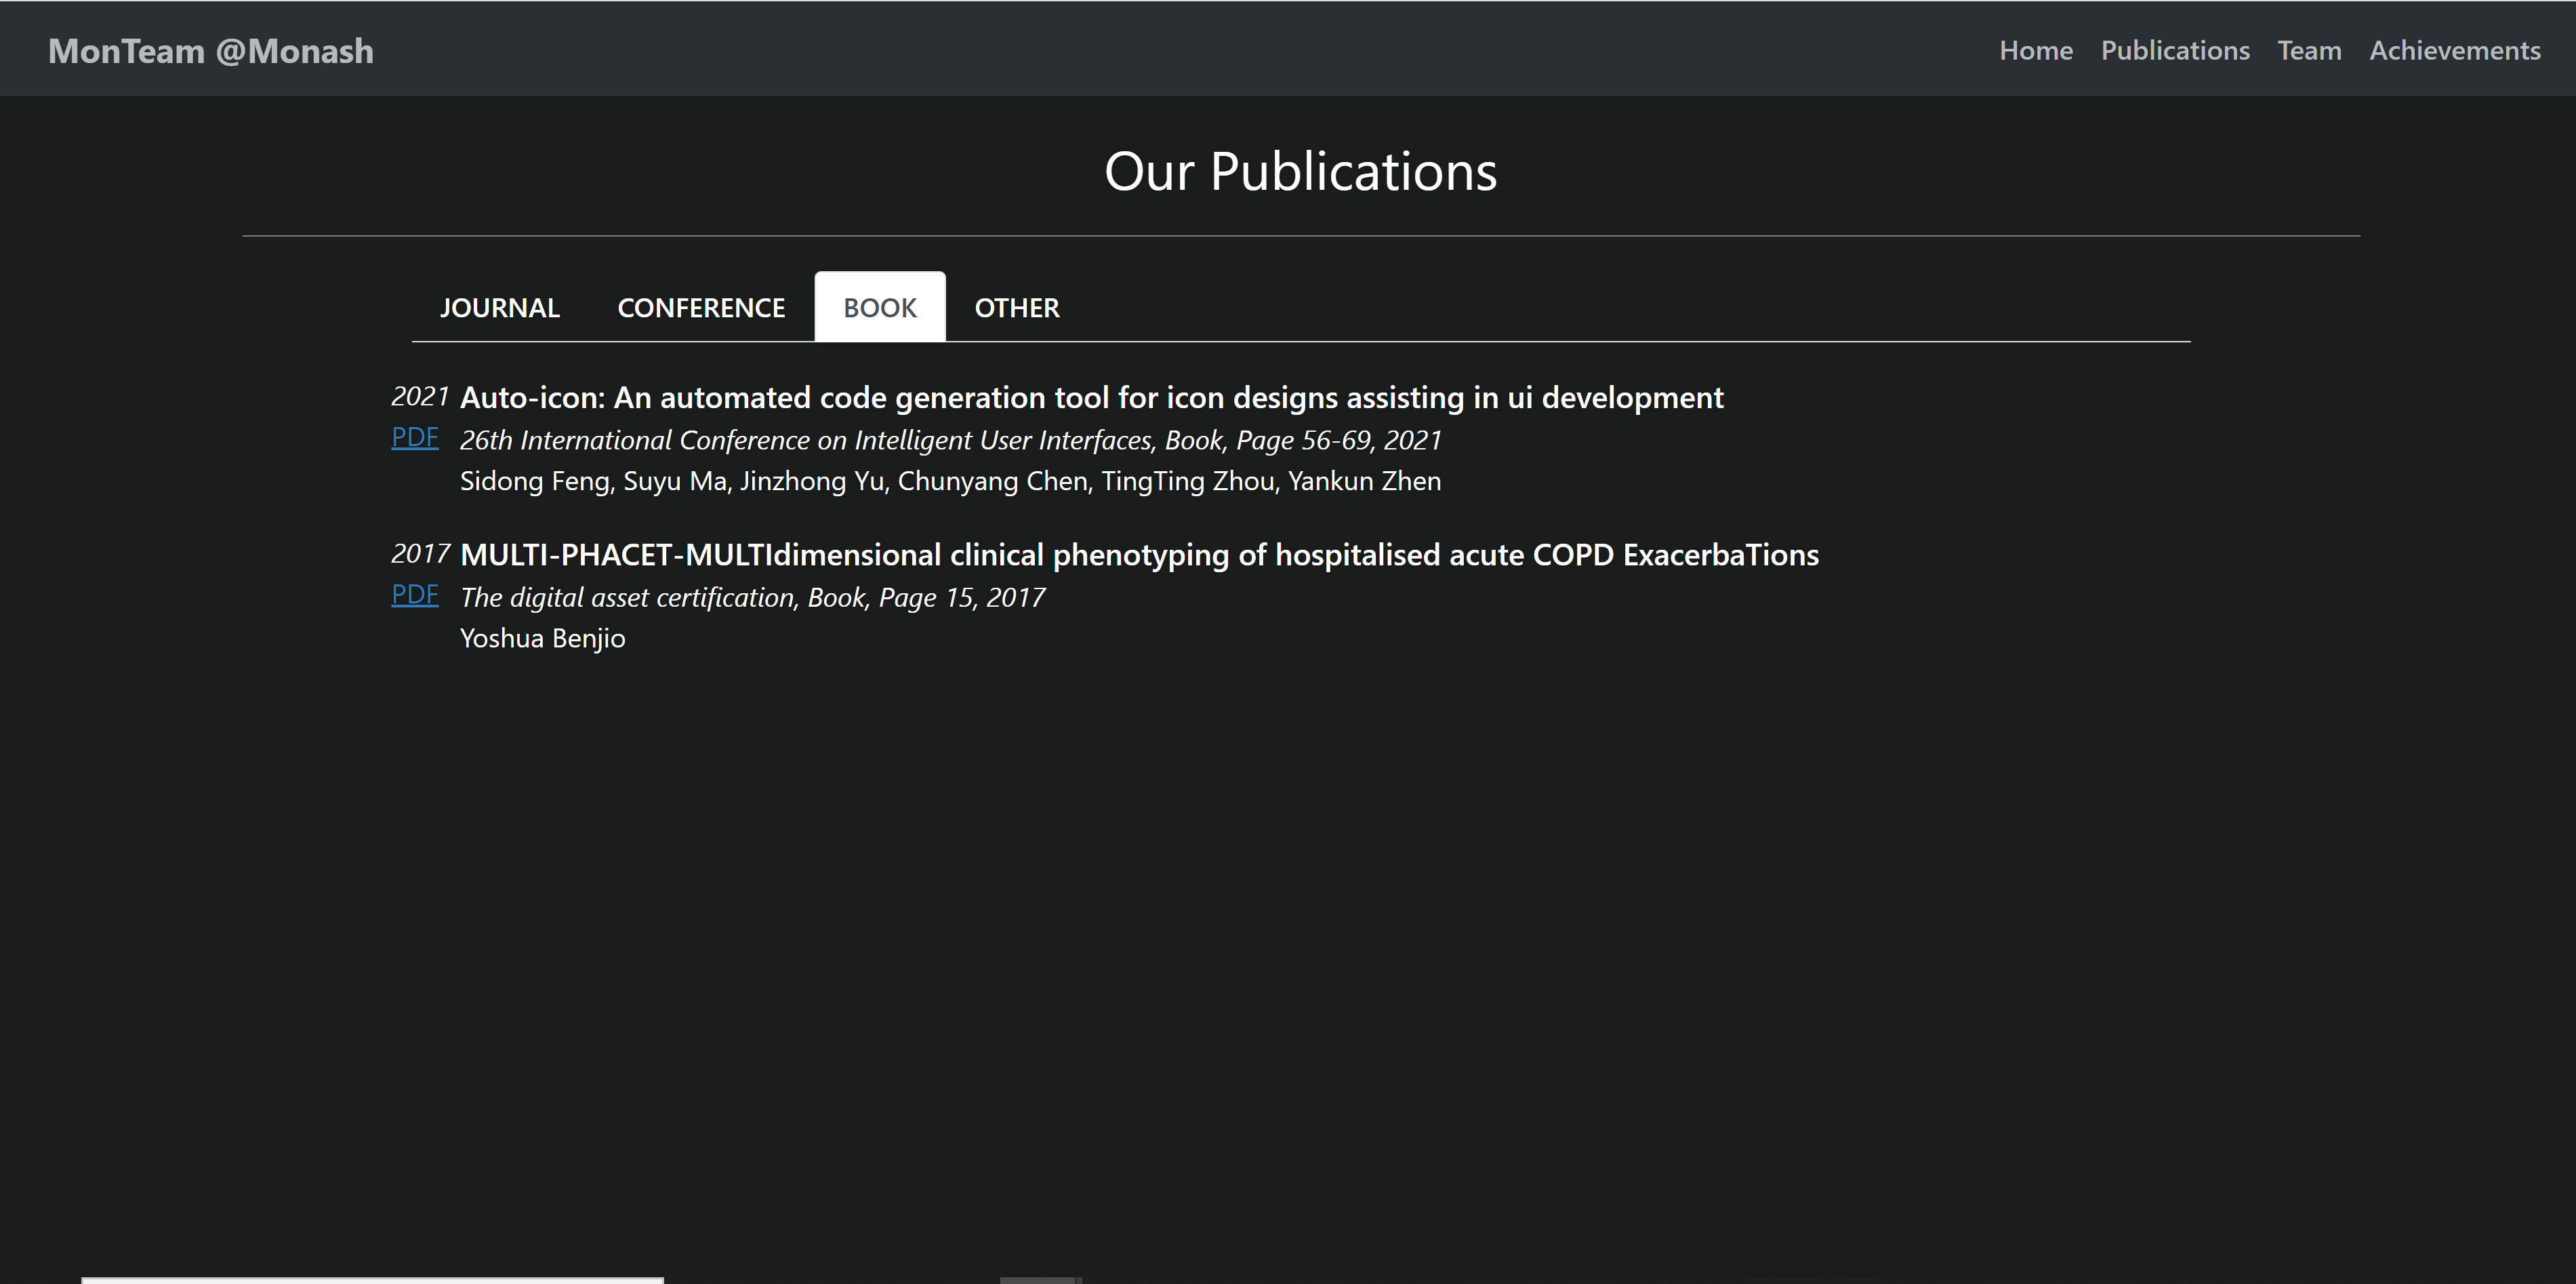 MonTeam @Monash
Home Publications Team Achievements
Our Publications
JOURNAL CONFERENCE BOOK OTHER
2021 Auto-icon: An automated code generation tool for icon designs assisting in ui development
PDF 26th International Conference on Intelligent User Interfaces, Book, Page 56-69, 2021
Sidong Feng, Suyu Ma, Jinzhong Yu, Chunyang Chen, TingTing Zhou, Yankun Zhen
2017 MULTI-PHACET-MULTIdimensional clinical phenotyping of hospitalised acute COPD ExacerbaTions
PDF The digital asset certification, Book, Page 15, 2017
Yoshua Benjio